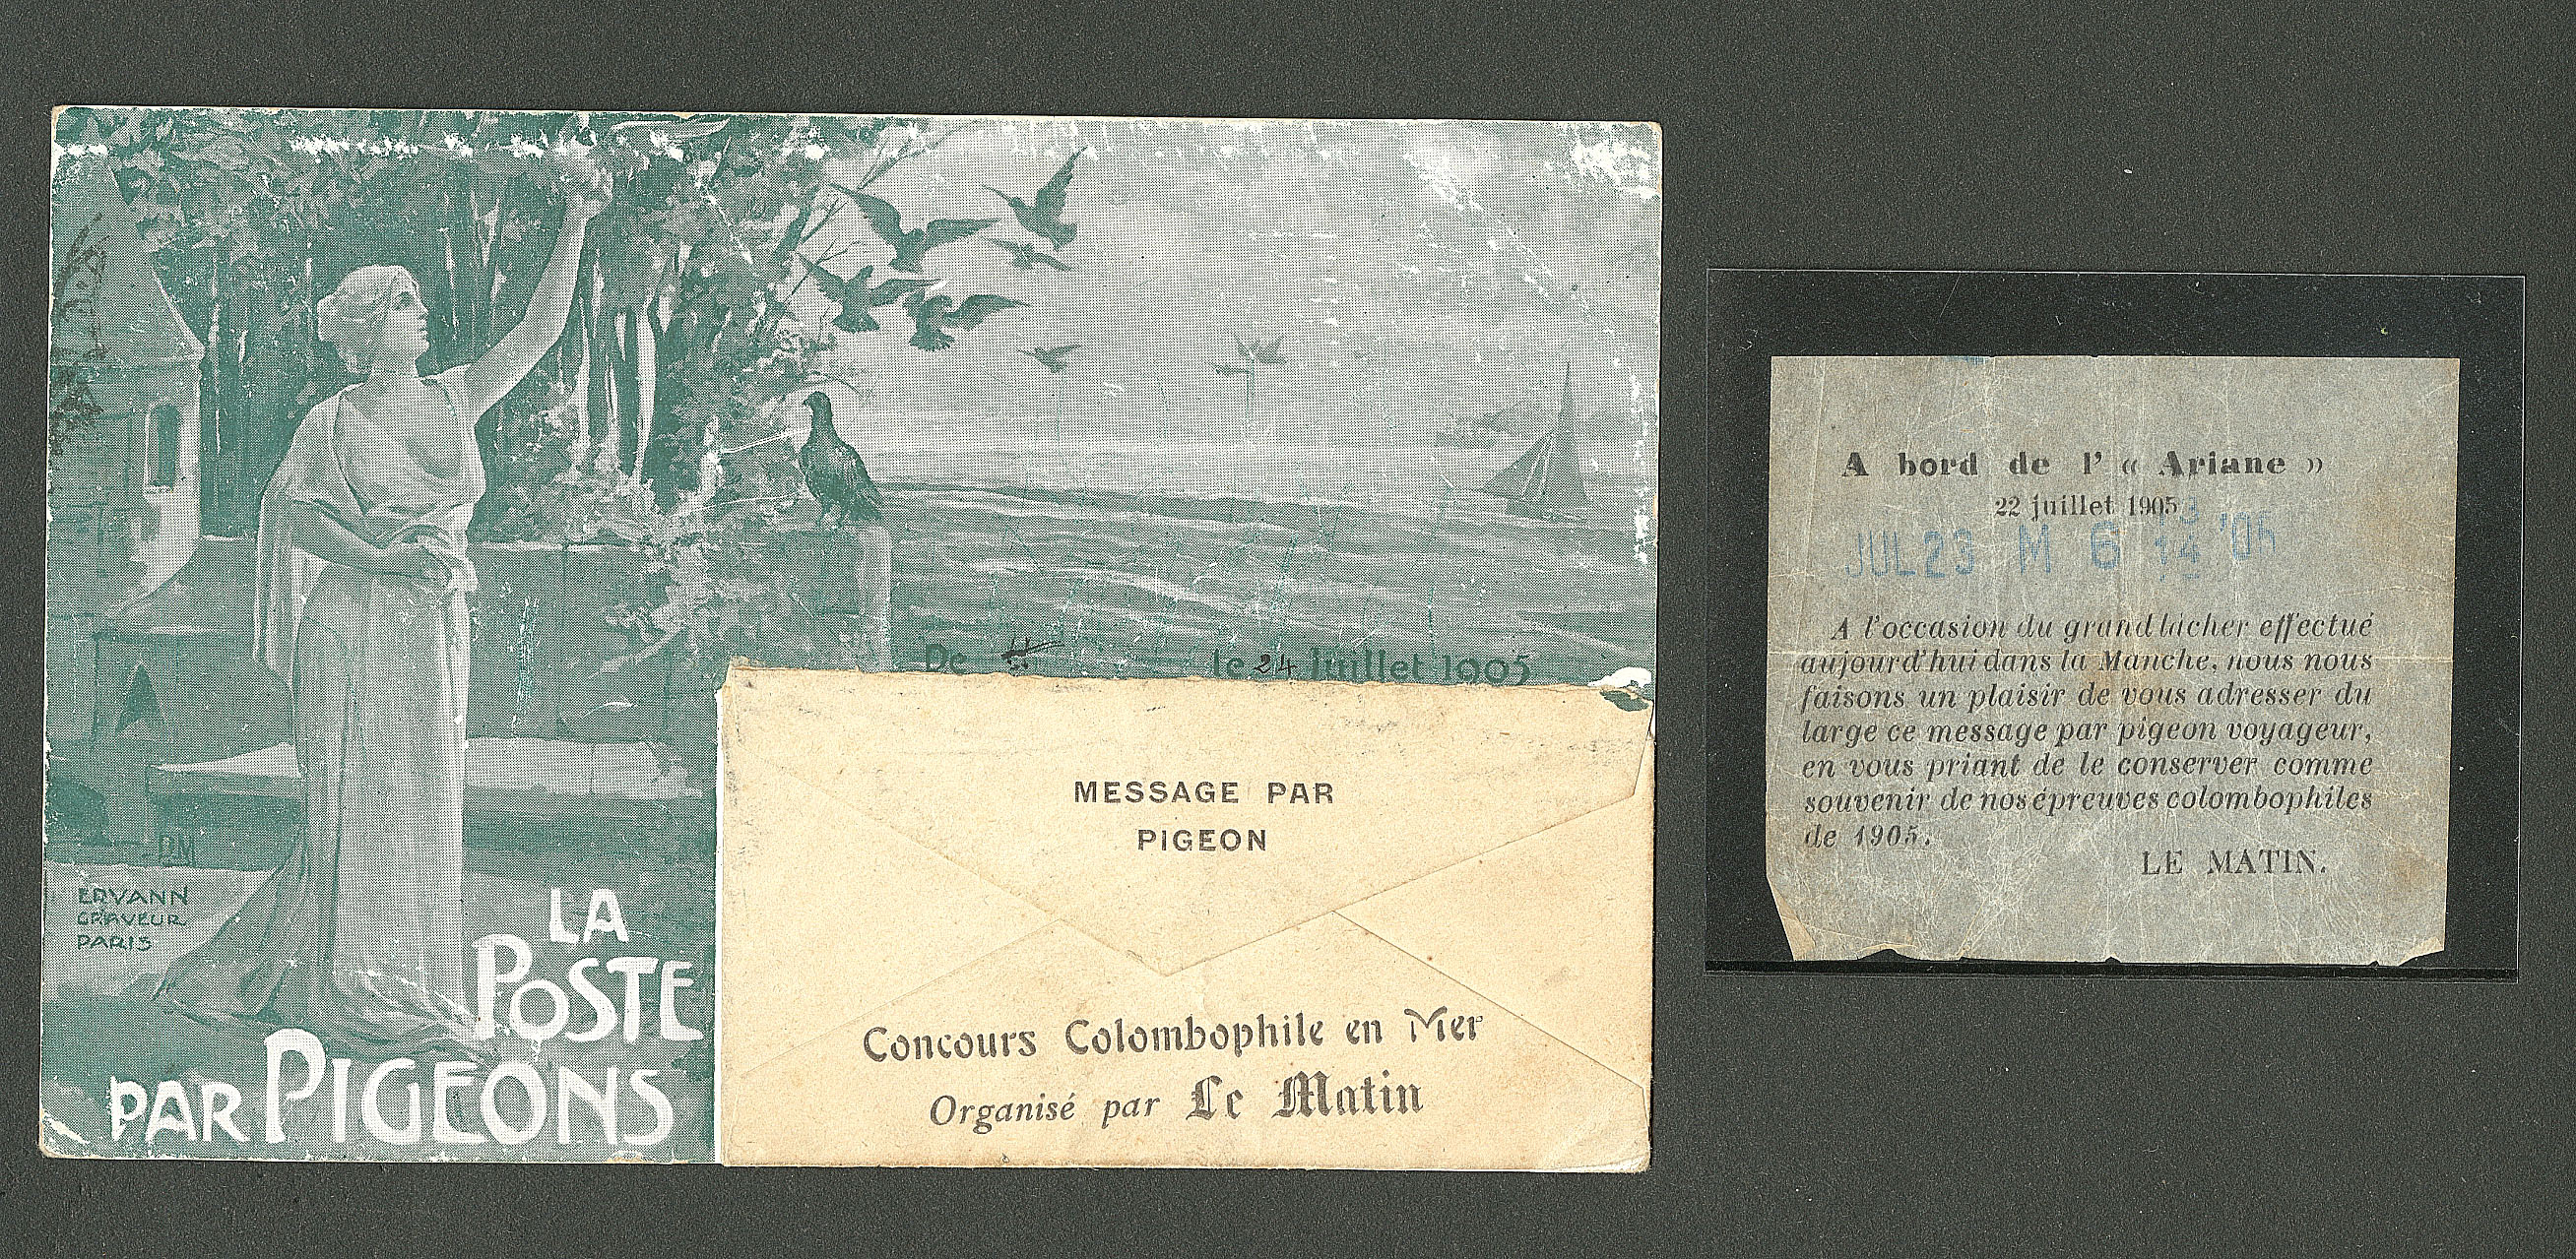 De le 24 Juillet 1905
MESSAGE PAR
PIGEON
Concours Colombophile en Mer
Organisé par Le Matin
PM
ERVANN
GRAVEUR
PARIS
LA
POSTE
PAR PIGEONS
A bord de l' « Ariane »
22 juillet 1905
JUL 23 M 6 14 '05
A l'occasion du grand lâcher effectué
aujourd'hui dans la Manche, nous nous
faisons un plaisir de vous adresser du
large ce message par pigeon voyageur,
en vous priant de le conserver comme
souvenir de nos épreuves colombophiles
de 1905.
LE MATIN.